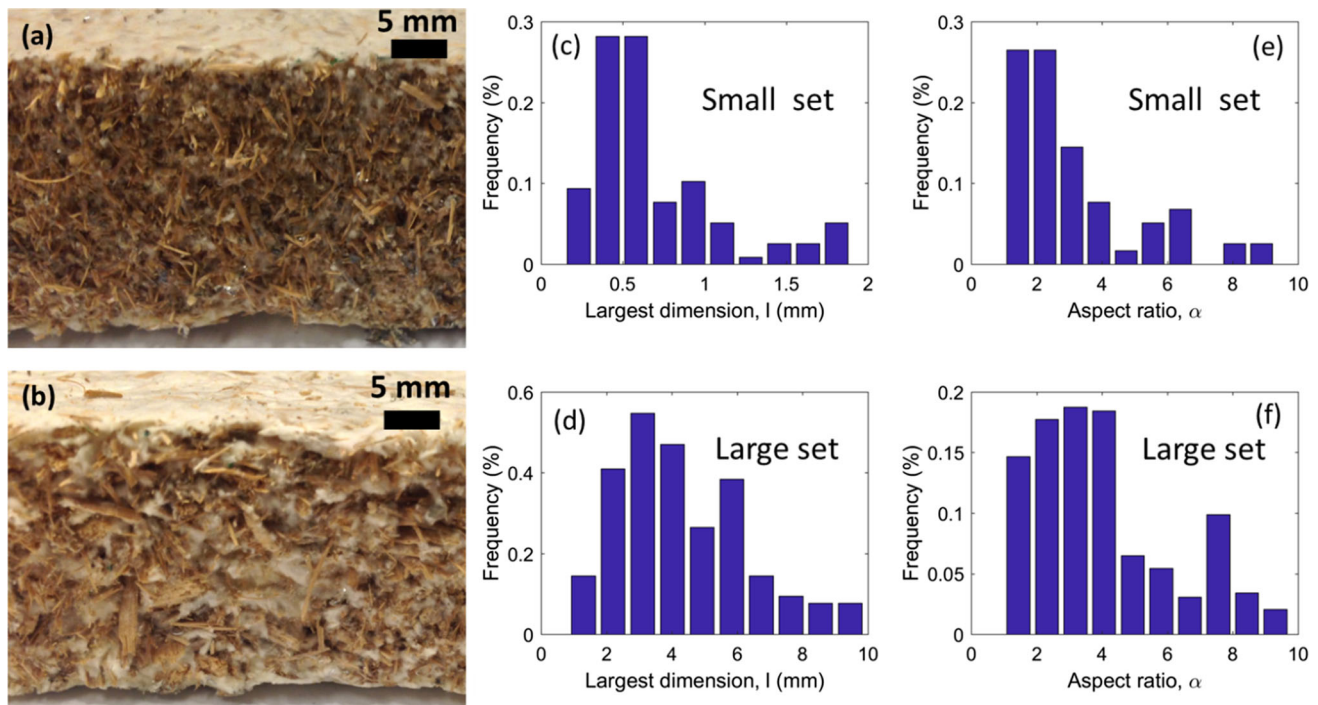 (a)
5 mm
(b)
5 mm
(c)
Small set
0.3
0.2
0.1
0
Frequency (%)
0
0.5
1
1.5
2
Largest dimension, l (mm)
(e)
Small set
0.3
0.2
0.1
0
Frequency (%)
0
2
4
6
8
10
Aspect ratio, α
(d)
Large set
0.6
0.4
0.2
0
Frequency (%)
0
2
4
6
8
10
Largest dimension, l (mm)
(f)
Large set
0.2
0.15
0.1
0.05
0
Frequency (%)
0
2
4
6
8
10
Aspect ratio, α